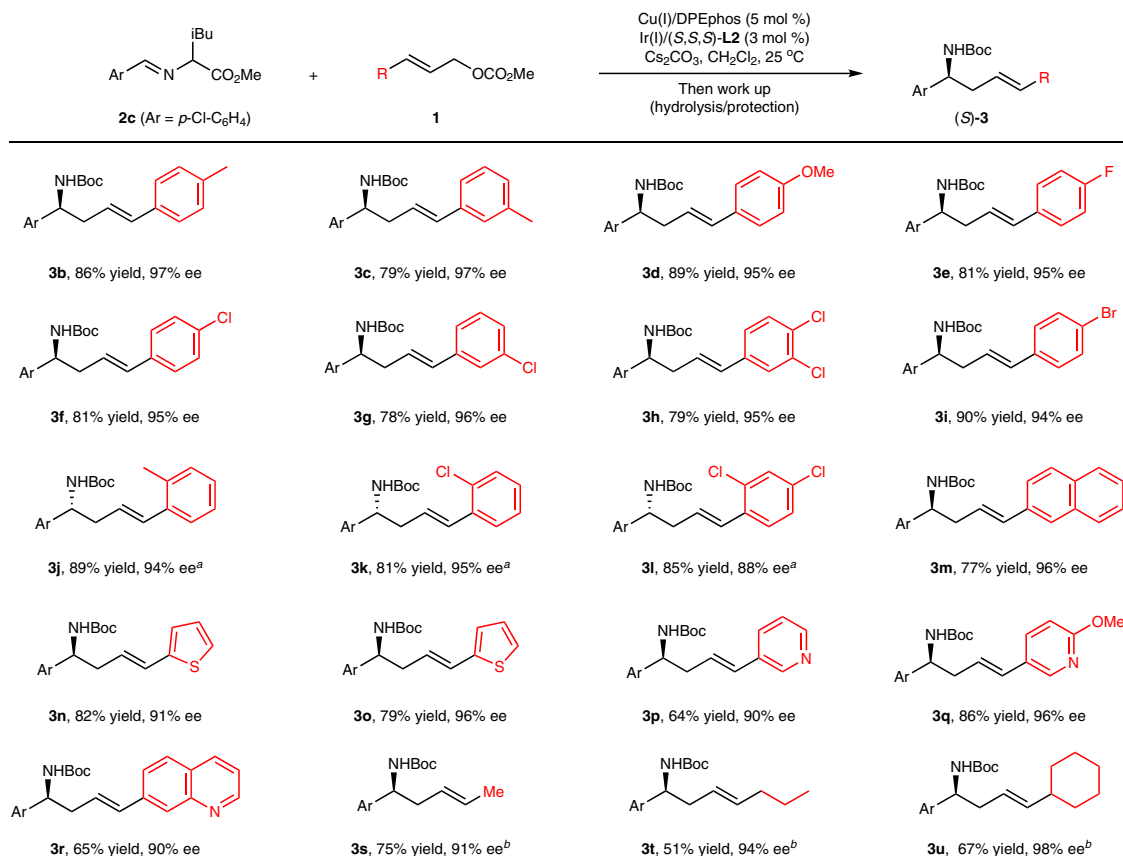 Cu(I)/DPEphos (5 mol %)
Ir(I)/(S,S,S)-L2 (3 mol %)
Cs2CO3, CH2Cl2, 25 °C
Then work up
(hydrolysis/protection)
iBu
Ar N CO2Me
+
R OCO2Me
NHBoc
Ar R
2c (Ar = p-Cl-C6H4)
1
(S)-3
NHBoc NHBoc NHBoc OMe NHBoc F
Ar Ar Ar Ar
3b, 86% yield, 97% ee
3c, 79% yield, 97% ee
3d, 89% yield, 95% ee
3e, 81% yield, 95% ee
NHBoc Cl NHBoc Cl NHBoc Cl Cl NHBoc Br
Ar Ar Ar Ar
3f, 81% yield, 95% ee
3g, 78% yield, 96% ee
3h, 79% yield, 95% ee
3i, 90% yield, 94% ee
NHBoc NHBoc Cl NHBoc Cl Cl NHBoc
Ar Ar Ar Ar
3j, 89% yield, 94% eea
3k, 81% yield, 95% eea
3l, 85% yield, 88% eea
3m, 77% yield, 96% ee
NHBoc S NHBoc S NHBoc N NHBoc OMe N
Ar Ar Ar Ar
3n, 82% yield, 91% ee
3o, 79% yield, 96% ee
3p, 64% yield, 90% ee
3q, 86% yield, 96% ee
NHBoc N NHBoc Me NHBoc NHBoc
Ar Ar Ar Ar
3r, 65% yield, 90% ee
3s, 75% yield, 91% eeb
3t, 51% yield, 94% eeb
3u, 67% yield, 98% eeb